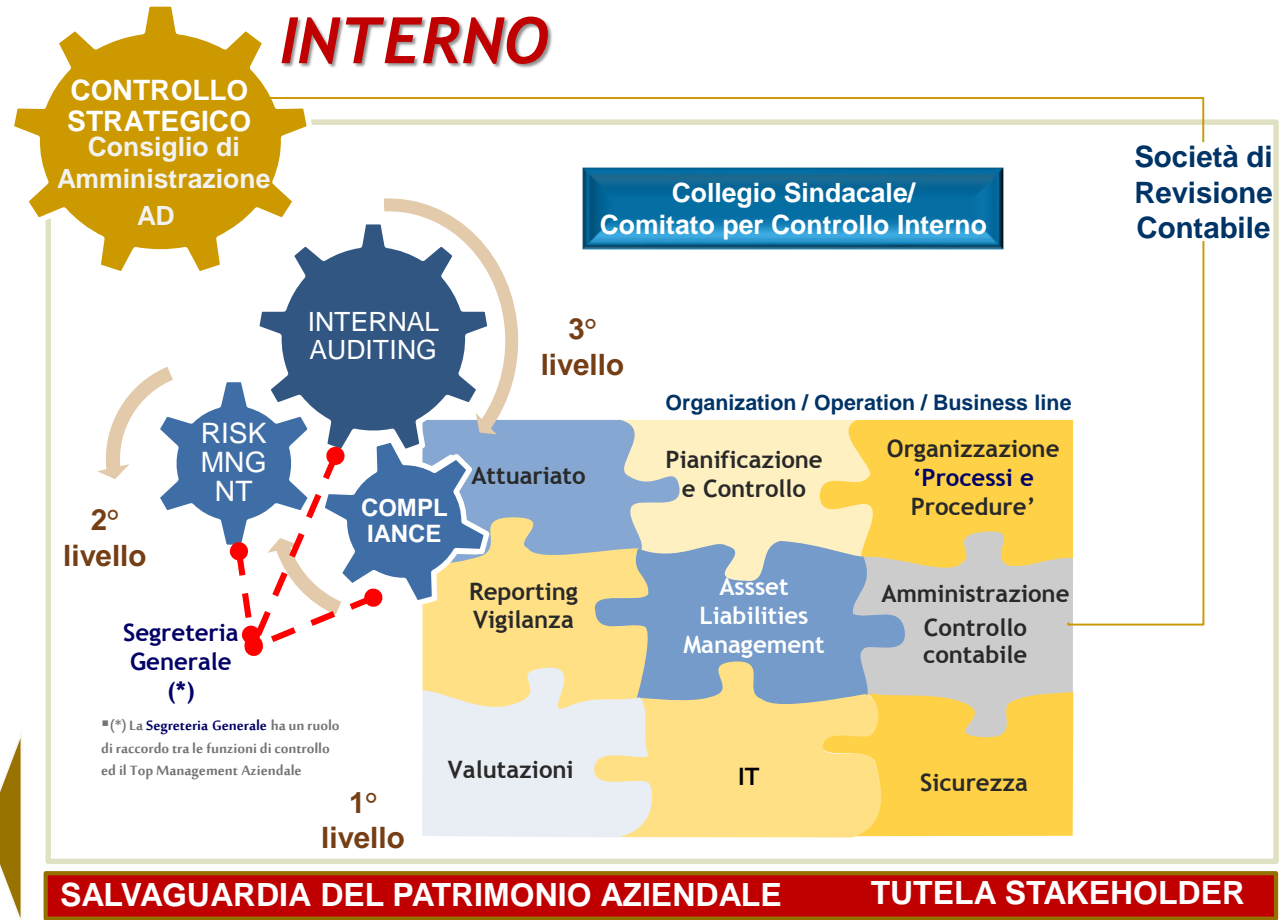 INTERNO
CONTROLLO
STRATEGICO
Consiglio di
Amministrazione
AD
Collegio Sindacale/
Comitato per Controllo Interno
Società di
Revisione
Contabile
INTERNAL
AUDITING
3°
livello
RISK
MNG
NT
2°
livello
COMPL
IANCE
Organization / Operation / Business line
Attuariato
Pianificazione
e Controllo
Organizzazione
‘Processi e
Procedure’
Reporting
Vigilanza
Assset
Liabilities
Management
Amministrazione
Controllo
contabile
Valutazioni
IT
Sicurezza
Segreteria
Generale
(*)
▪(*) La Segreteria Generale ha un ruolo
di raccordo tra le funzioni di controllo
ed il Top Management Aziendale
1°
livello
SALVAGUARDIA DEL PATRIMONIO AZIENDALE TUTELA STAKEHOLDER